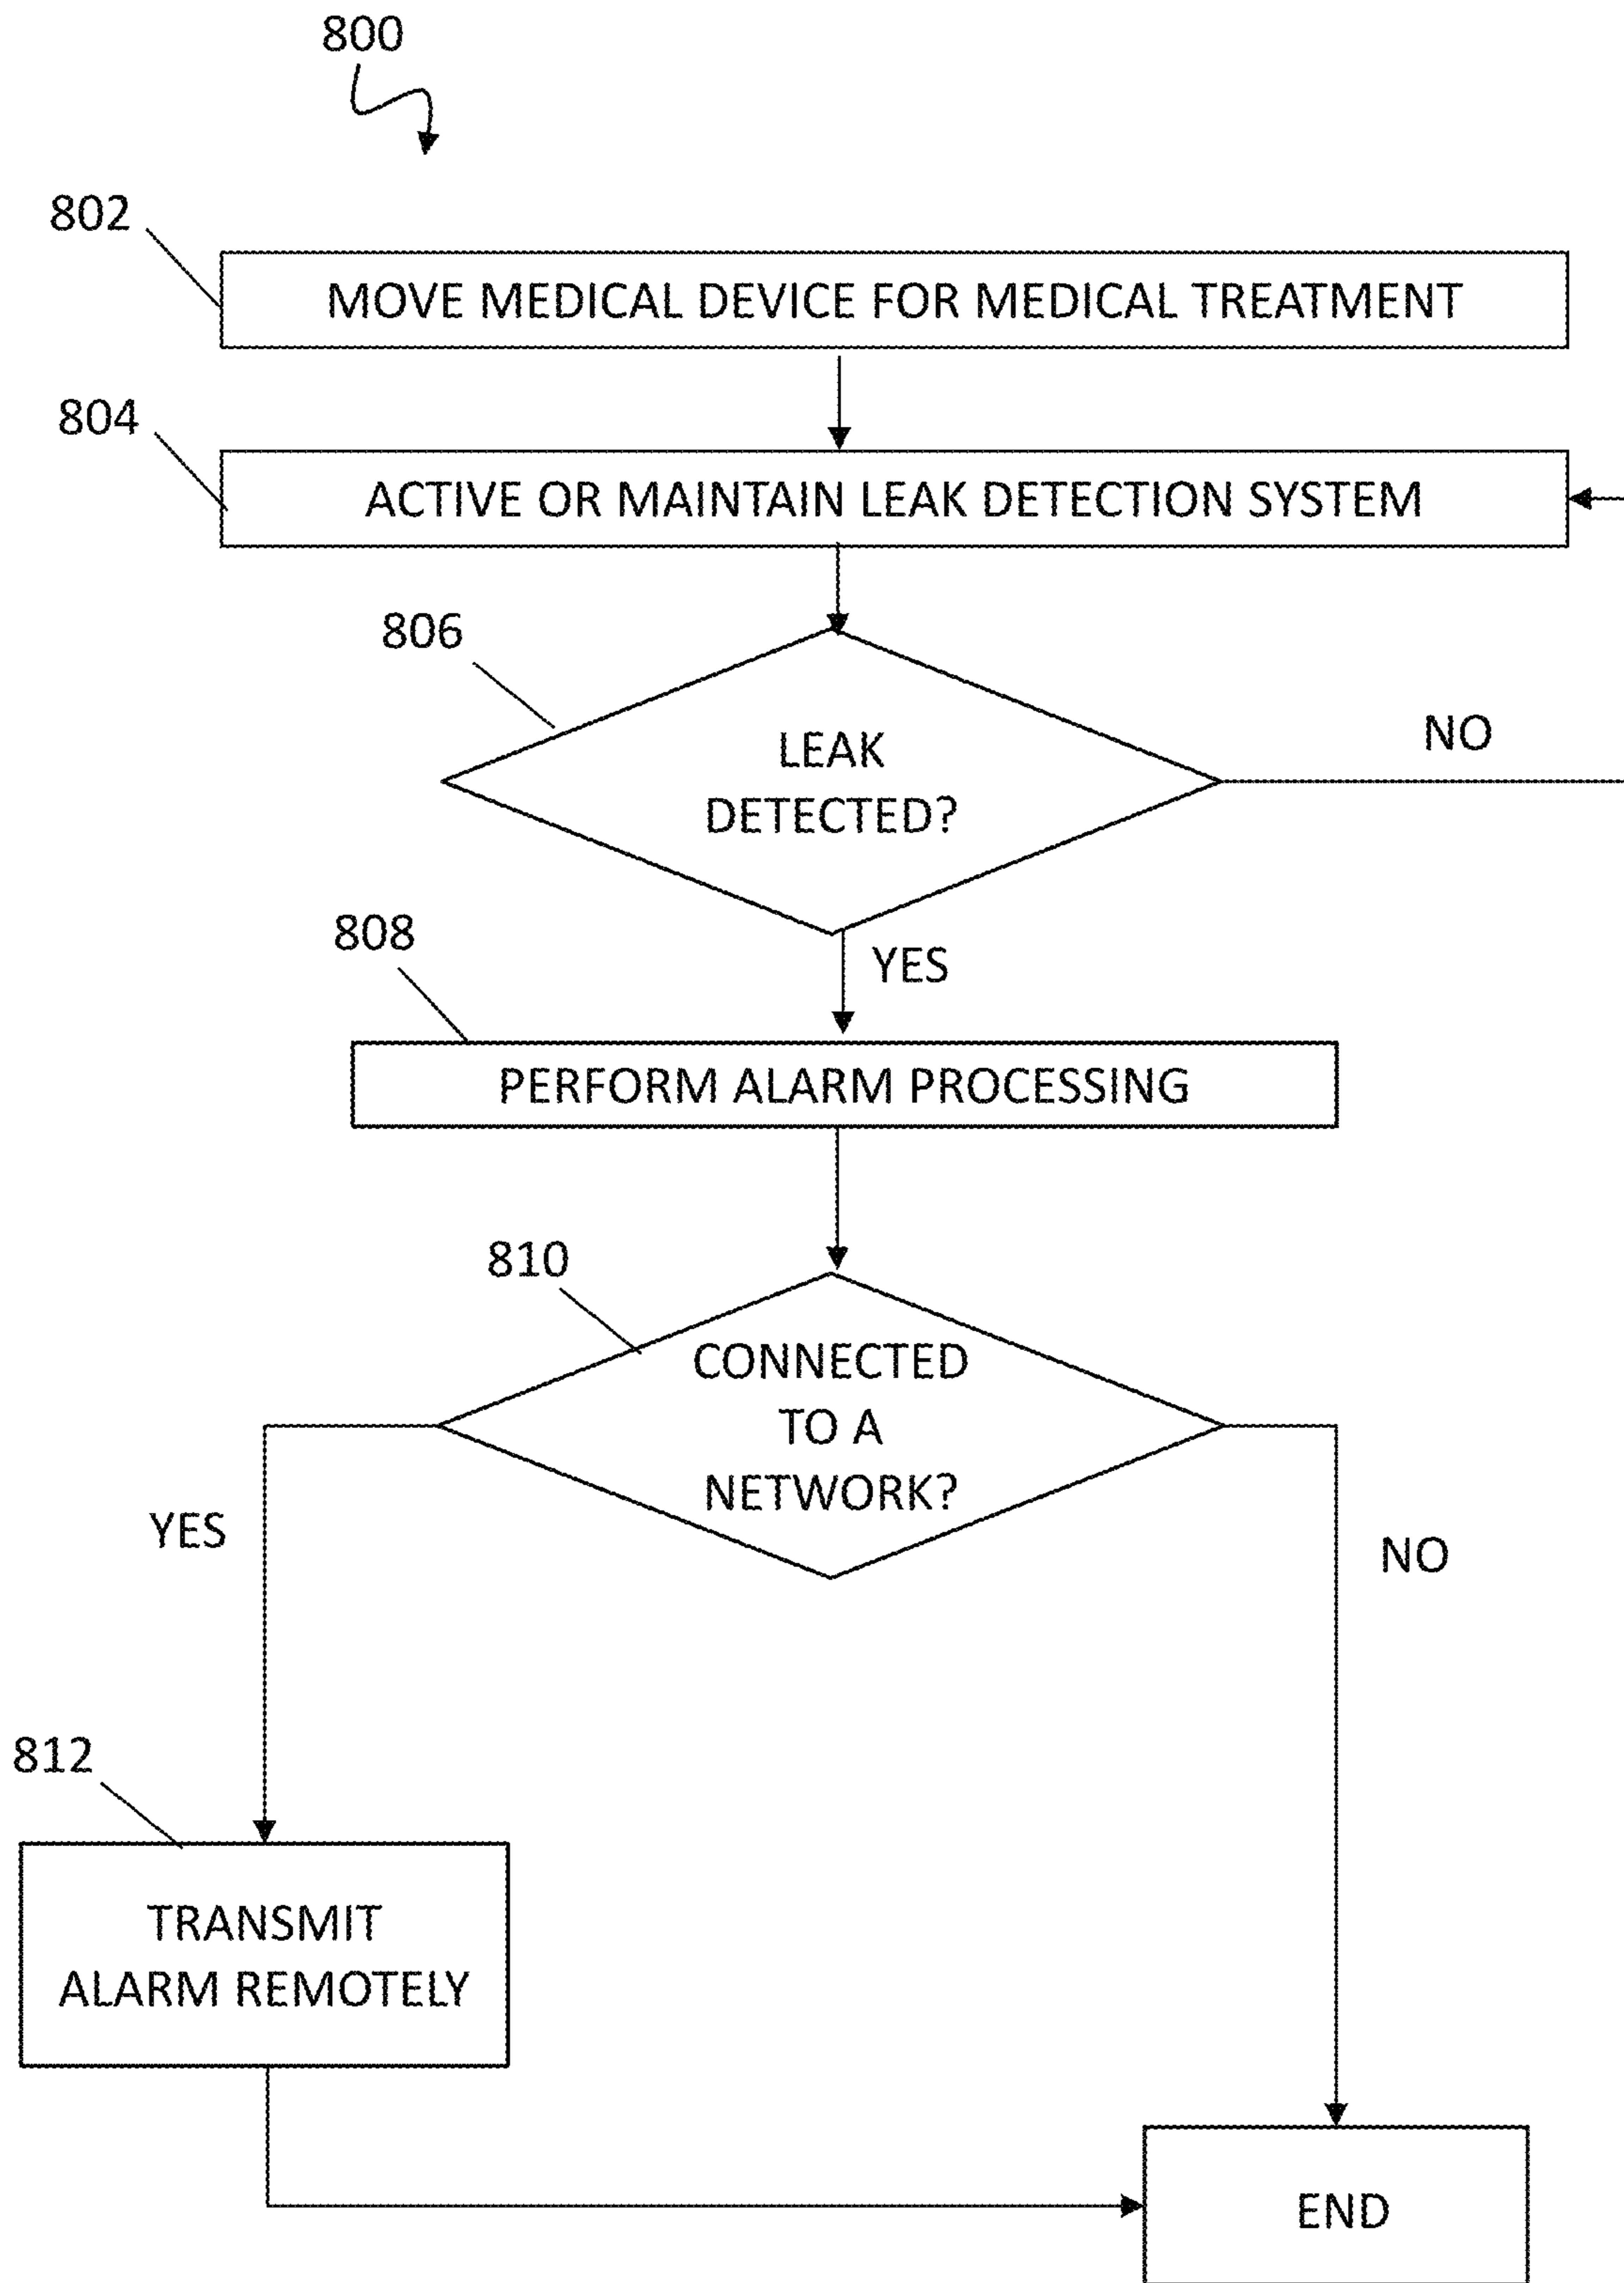 800
802
MOVE MEDICAL DEVICE FOR MEDICAL TREATMENT
804
ACTIVE OR MAINTAIN LEAK DETECTION SYSTEM
806
LEAK
DETECTED?
NO
808
YES
PERFORM ALARM PROCESSING
810
CONNECTED
TO A
NETWORK?
YES
NO
812
TRANSMIT
ALARM REMOTELY
END